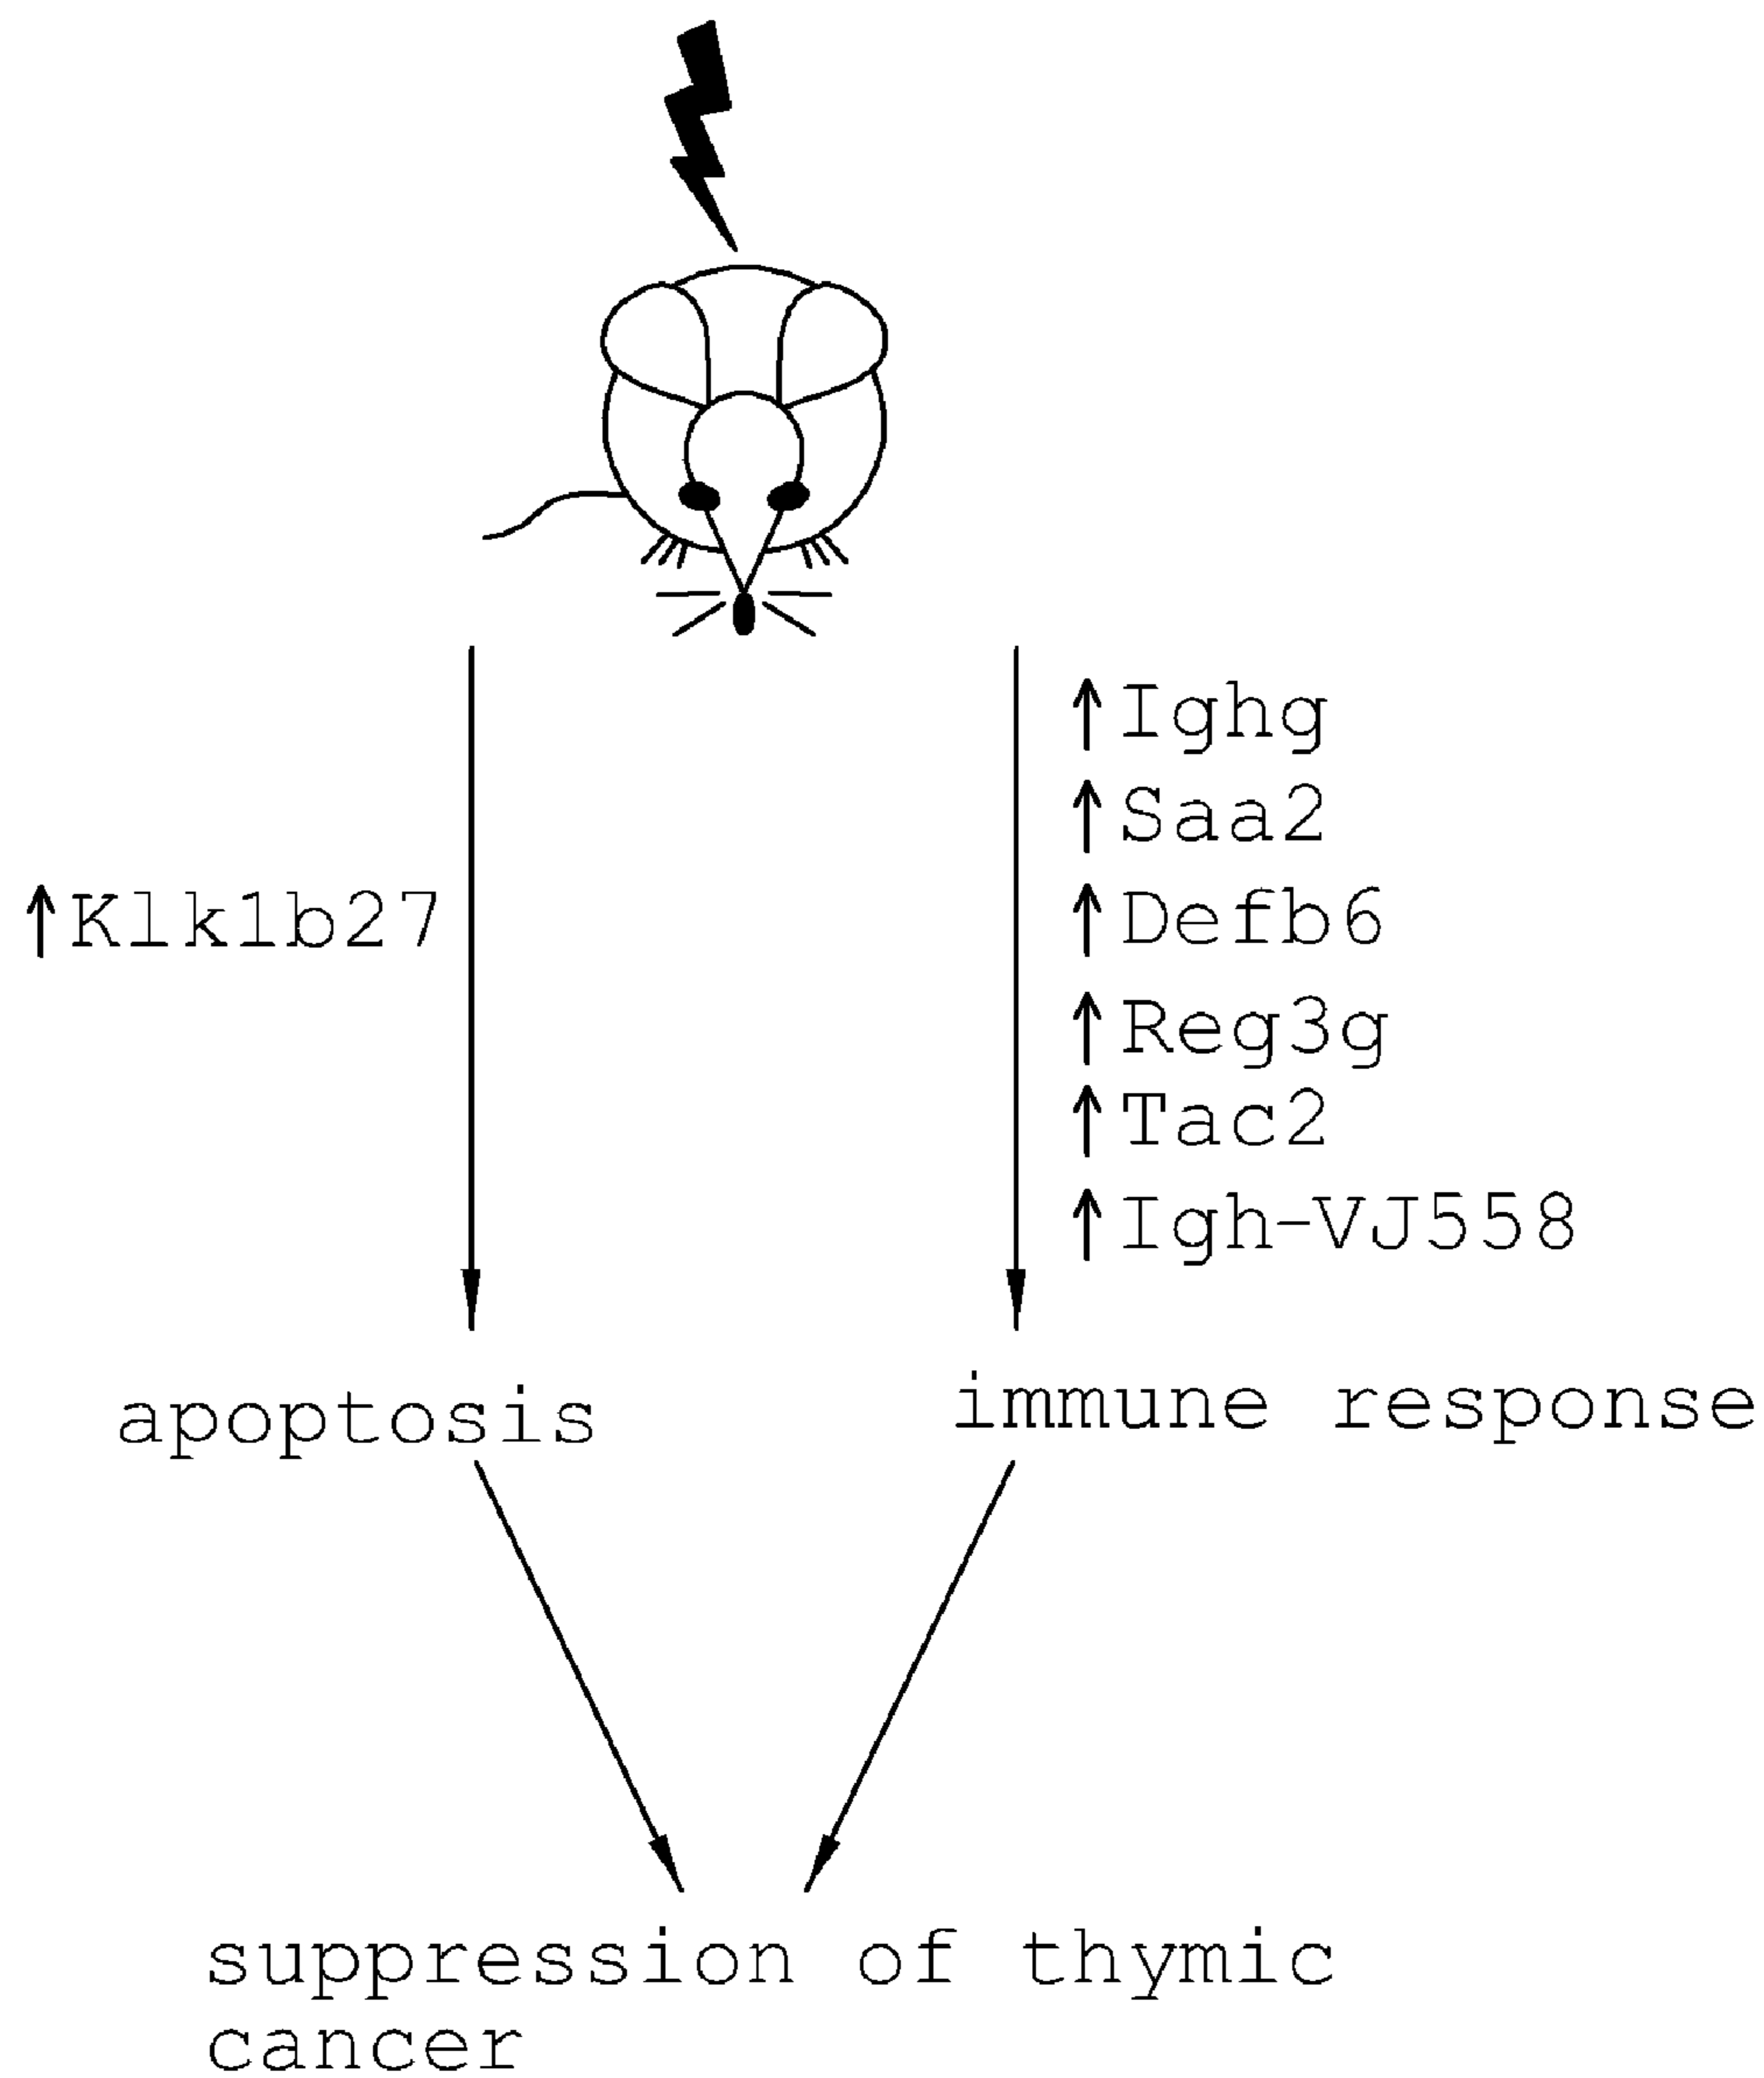 ↑Ighg
↑Saa2
↑Klk1b27
↑Defb6
↑Reg3g
↑Tac2
↑Igh-VJ558
apoptosis
immune response
suppression of thymic
cancer